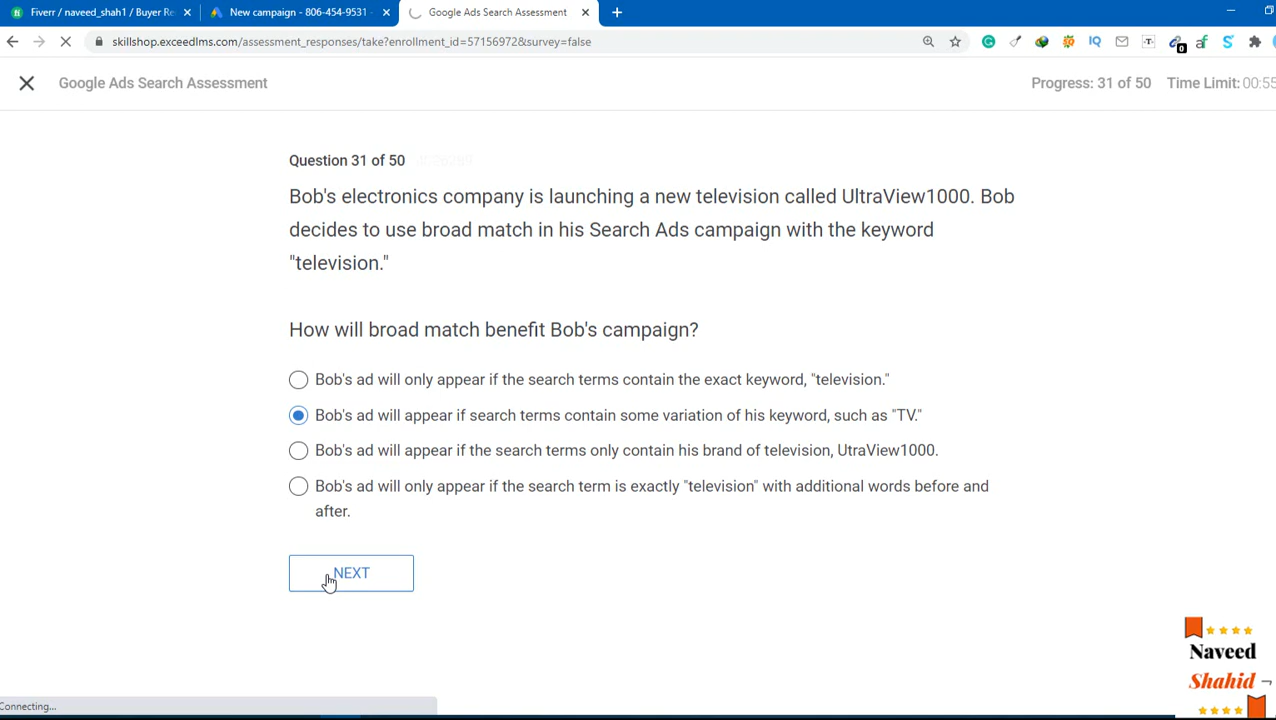 Fiverr / naveed_shah1 / Buyer Re
New campaign - 806-454-9531 -
Google Ads Search Assessment
skillshop.exceedlms.com/assessment_responses/take?enrollment_id=57156972&survey=false
IQ
T
0
af
Google Ads Search Assessment
Progress: 31 of 50
Time Limit: 00:55
Question 31 of 50
Bob's electronics company is launching a new television called UltraView1000. Bob
decides to use broad match in his Search Ads campaign with the keyword
"television."
How will broad match benefit Bob's campaign?
Bob's ad will only appear if the search terms contain the exact keyword, "television."
Bob's ad will appear if search terms contain some variation of his keyword, such as "TV."
Bob's ad will appear if the search terms only contain his brand of television, UtraView1000.
Bob's ad will only appear if the search term is exactly "television" with additional words before and
after.
NEXT
Naveed
Shahid
Connecting...